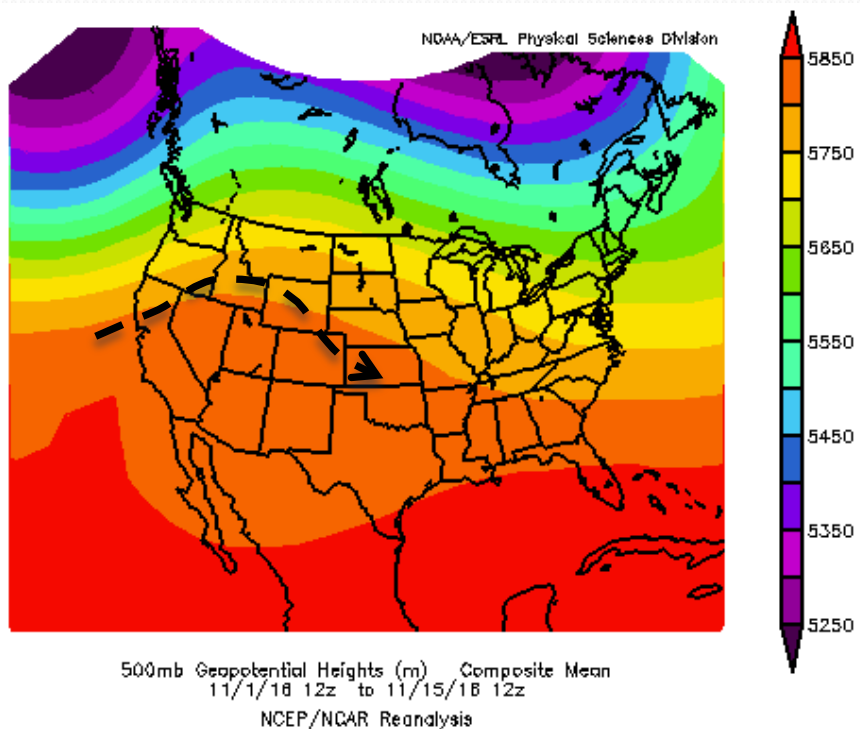 NOAA/ESRL Physical Sciences Division
5850
5750
5650
5550
5450
5350
5250
500mb Geopotential Heights (m) Composite Mean
11/1/16 12z to 11/15/16 12z
NCEP/NCAR Reanalysis